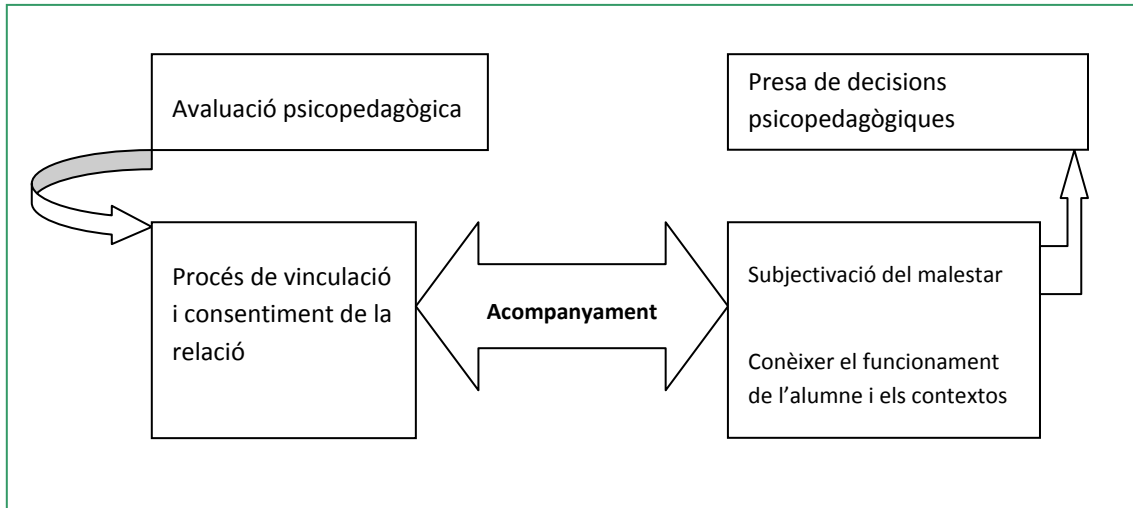 Avaluació psicopedagògica
Presa de decisions
psicopedagògiques
Procés de vinculació
i consentiment de la
relació
Acompanyament
Subjectivació del malestar
Conèixer el funcionament
de l’alumne i els contextos